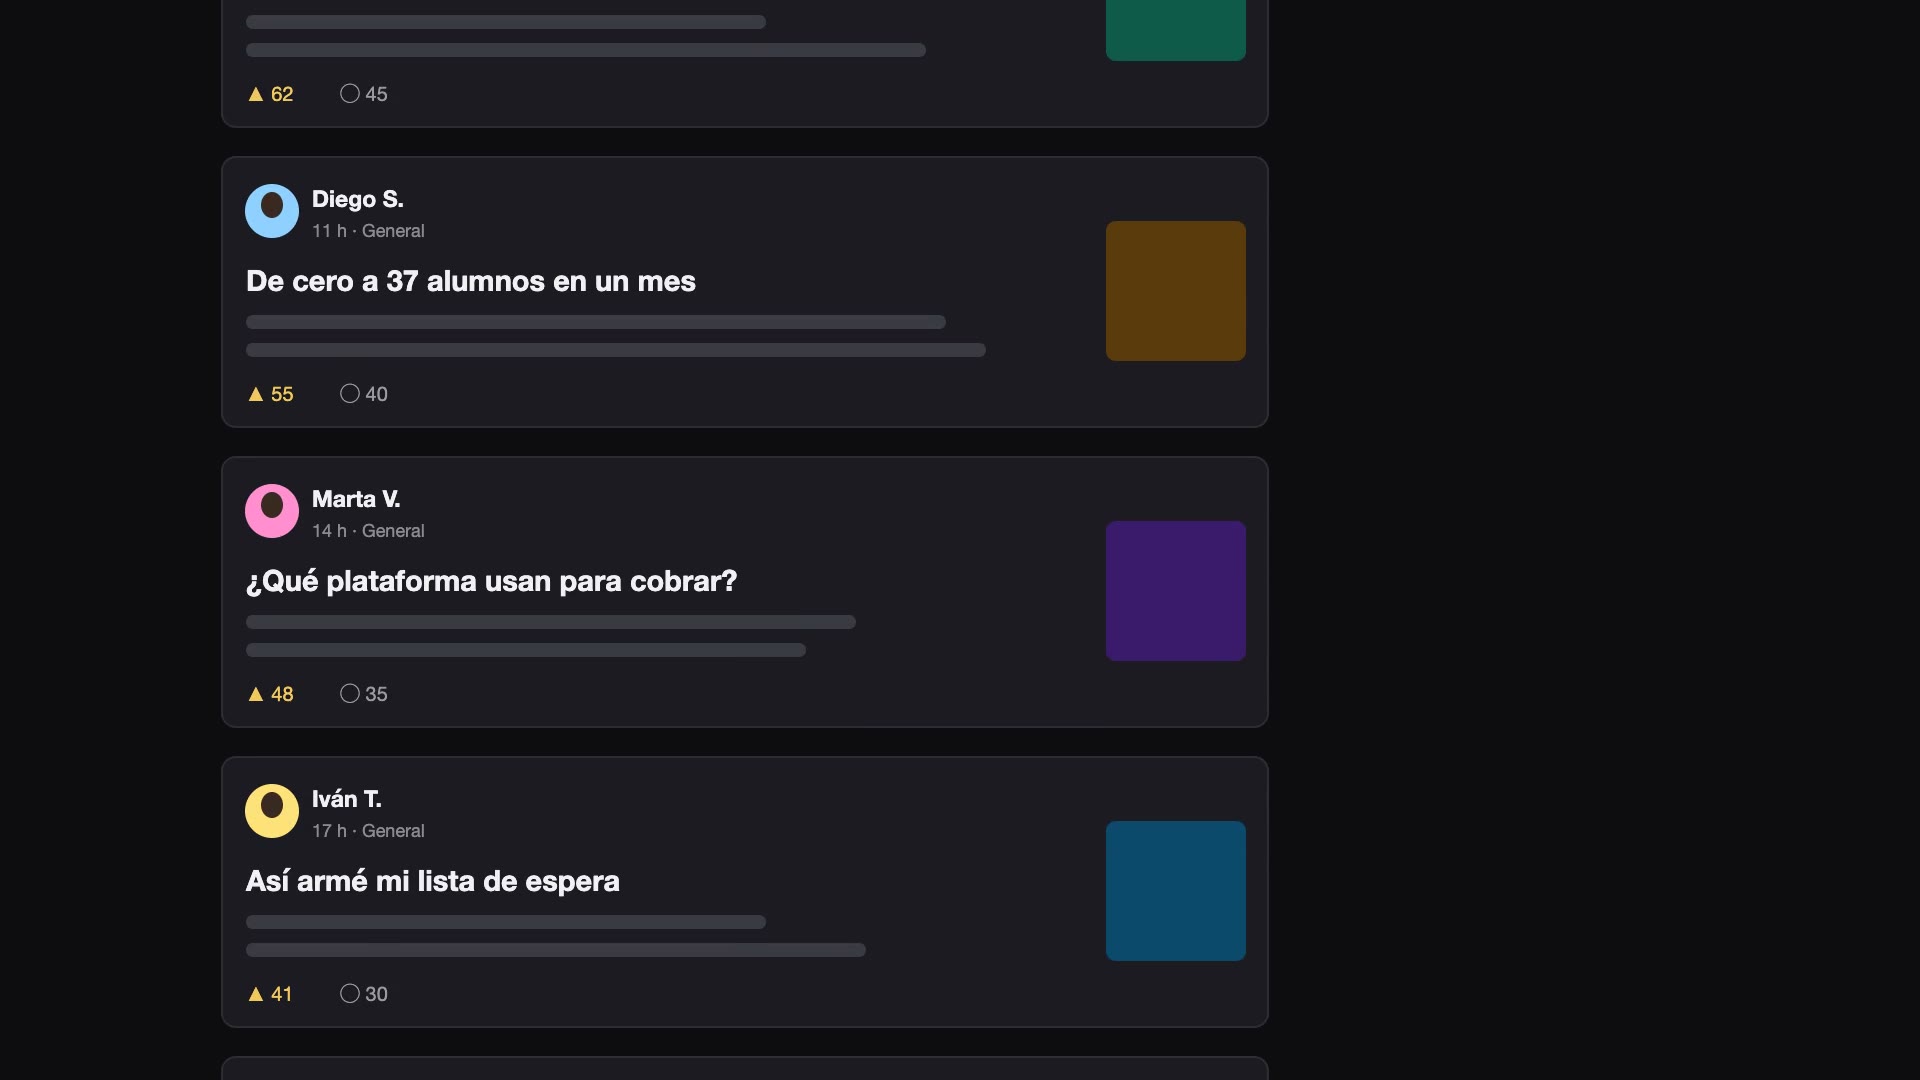 ▲ 62 ◯ 45
Diego S.
11 h · General
De cero a 37 alumnos en un mes
▲ 55 ◯ 40
Marta V.
14 h · General
¿Qué plataforma usan para cobrar?
▲ 48 ◯ 35
Iván T.
17 h · General
Así armé mi lista de espera
▲ 41 ◯ 30